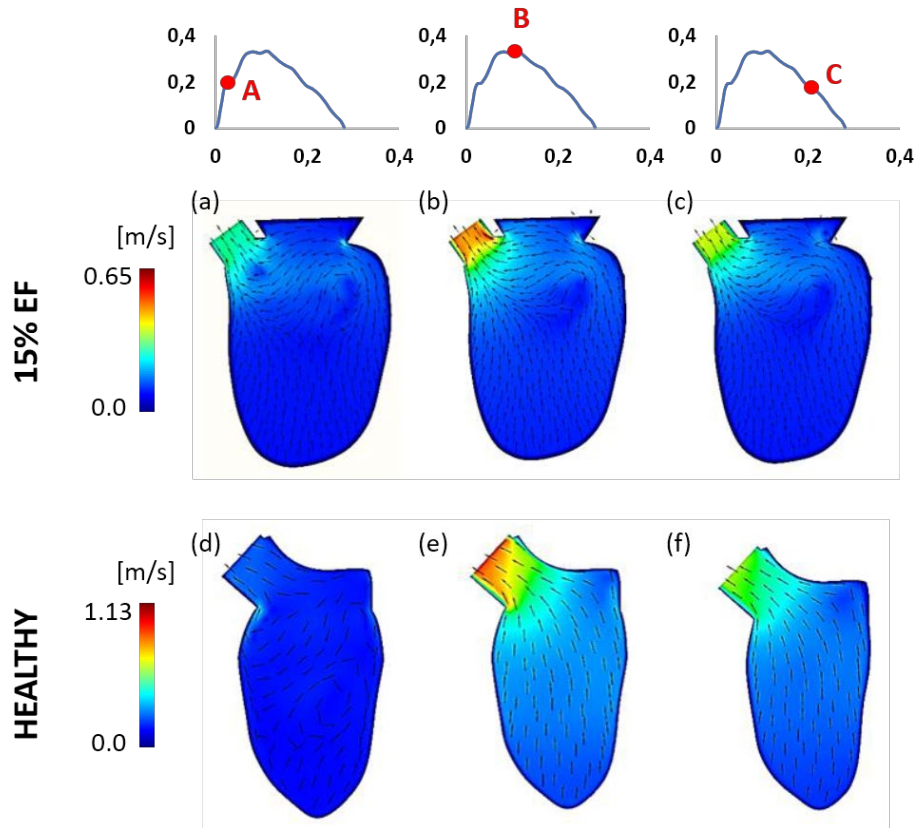 B
0,4 0,4 0,4
A
C
0,2 0,2 0,2
0 0 0
0 0,2 0,4 0 0,2 0,4 0 0,2 0,4
(a) (b) (c)
[m/s]
0.65
0.0
15% EF
(d) (e) (f)
[m/s]
1.13
0.0
HEALTHY